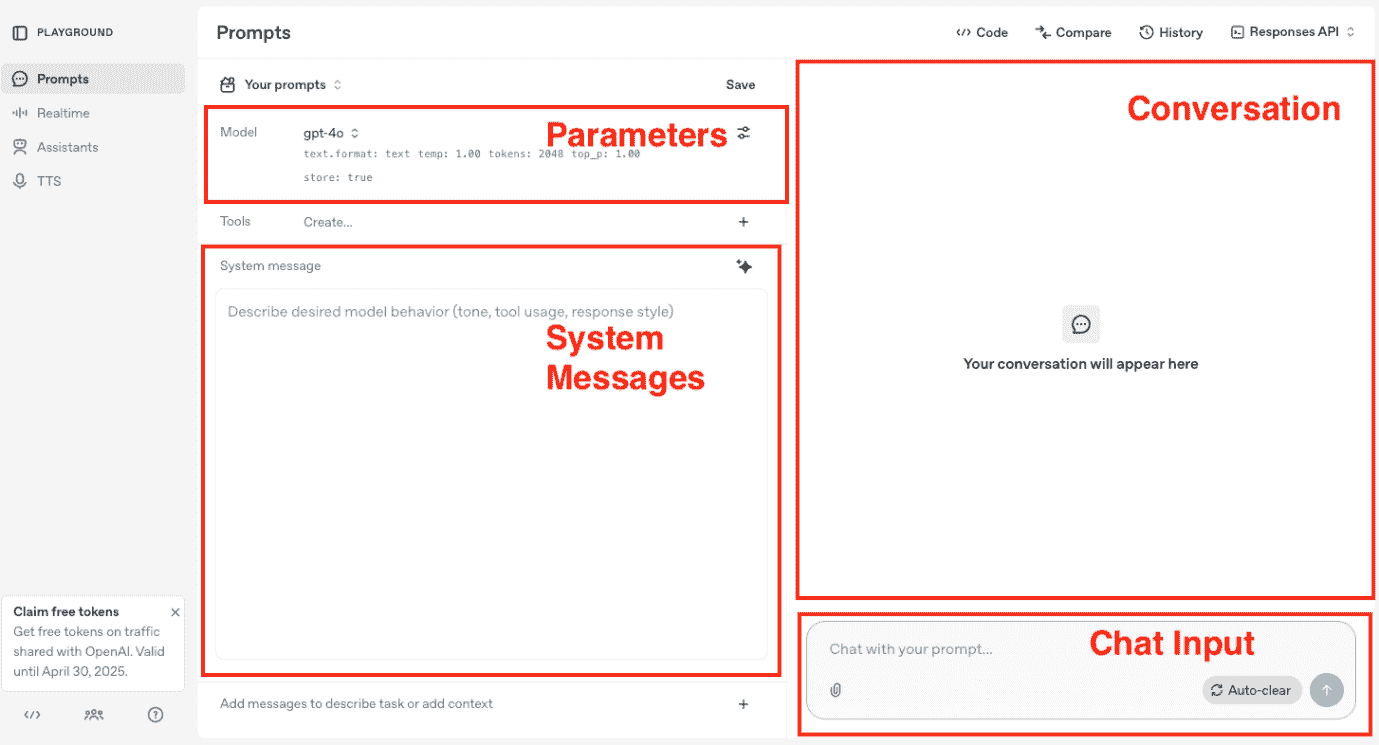 PLAYGROUND
Prompts
Realtime
Assistants
TTS
Claim free tokens
Get free tokens on traffic
shared with OpenAI. Valid
until April 30, 2025.
Prompts
Code
Compare
History
Responses API
Your prompts
Save
Model
gpt-4o
Parameters
text.format: text temp: 1.00 tokens: 2048 top_p: 1.00
store: true
Tools
Create...
System message
Describe desired model behavior (tone, tool usage, response style)
System
Messages
Add messages to describe task or add context
Conversation
Your conversation will appear here
Chat Input
Chat with your prompt...
Auto-clear